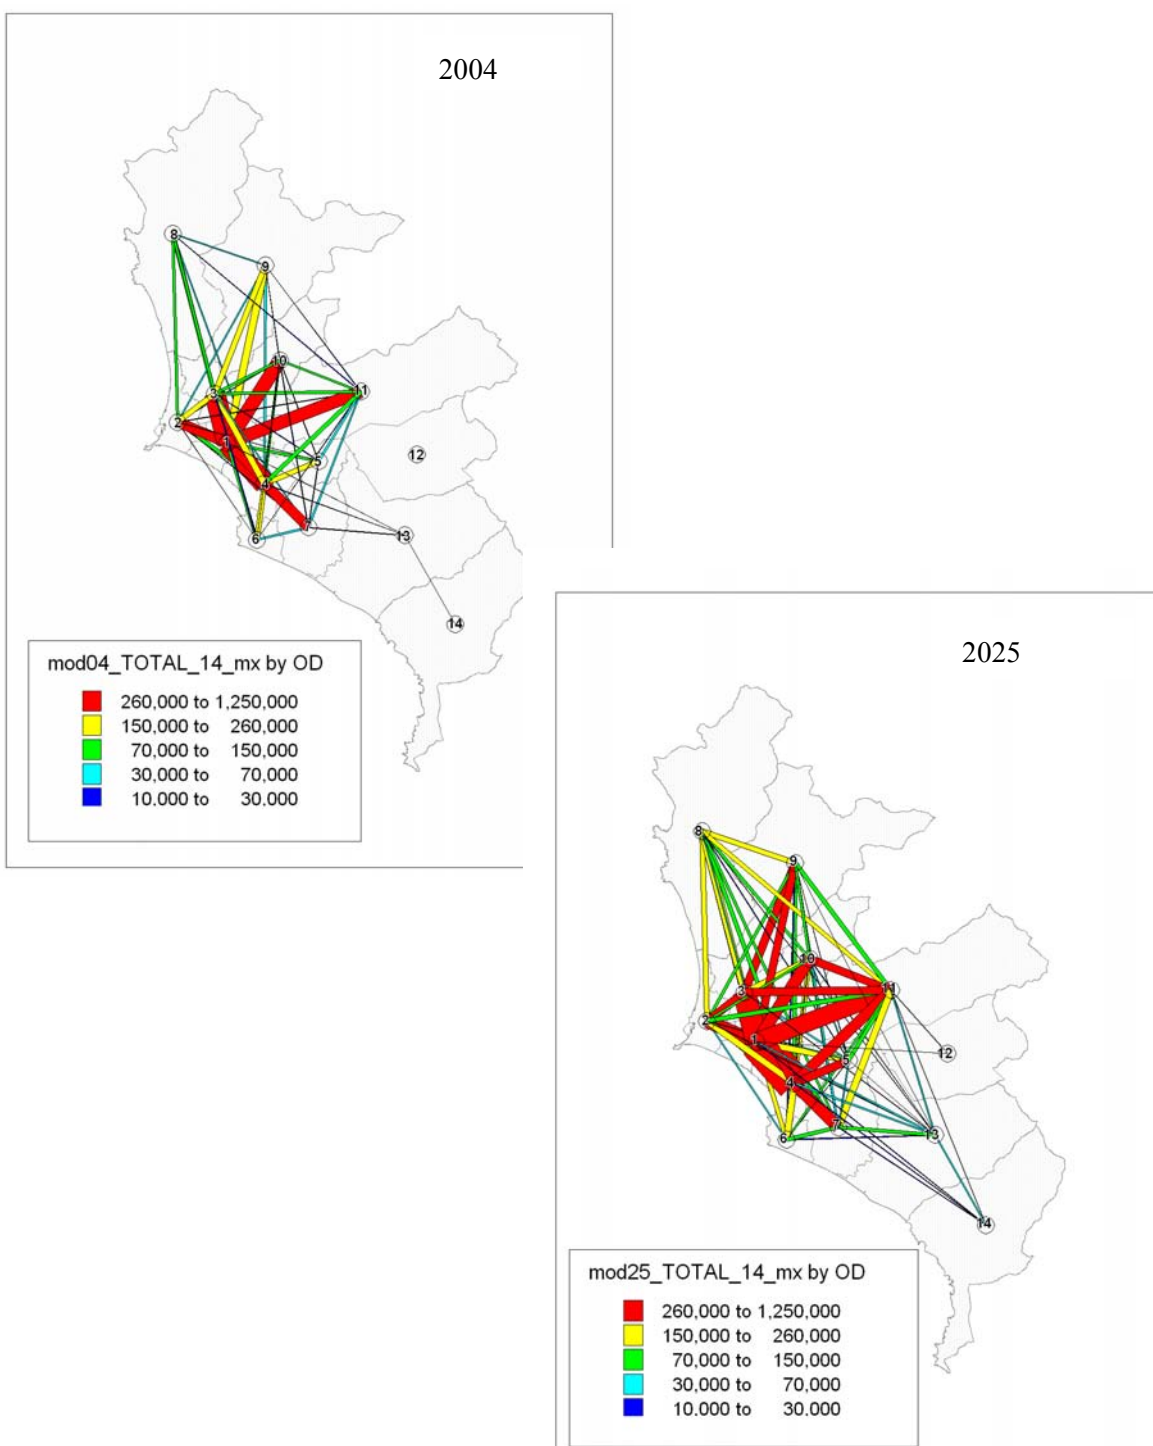 2004
8
9
10
11
3
2
1
12
5
4
7
13
6
14
mod04_TOTAL_14_mx by OD
260,000 to 1,250,000
150,000 to 260,000
70,000 to 150,000
30,000 to 70,000
10.000 to 30.000
2025
8
9
10
11
3
2
1
12
5
4
7
13
6
14
mod25_TOTAL_14_mx by OD
260,000 to 1,250,000
150,000 to 260,000
70,000 to 150,000
30,000 to 70,000
10.000 to 30.000